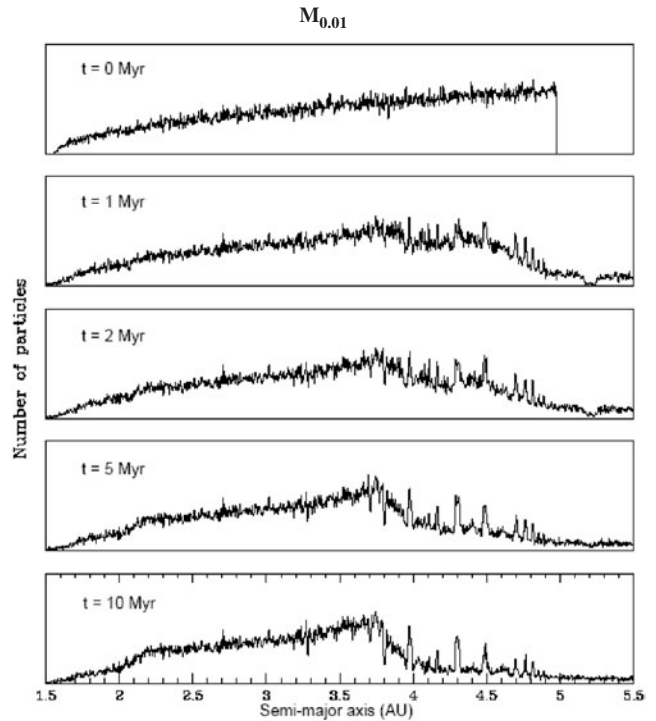 M0.01
t = 0 Myr
t = 1 Myr
t = 2 Myr
t = 5 Myr
t = 10 Myr
Number of particles
1.5 2 2.5 3 3.5 4 4.5 5 5.5
Semi-major axis (AU)